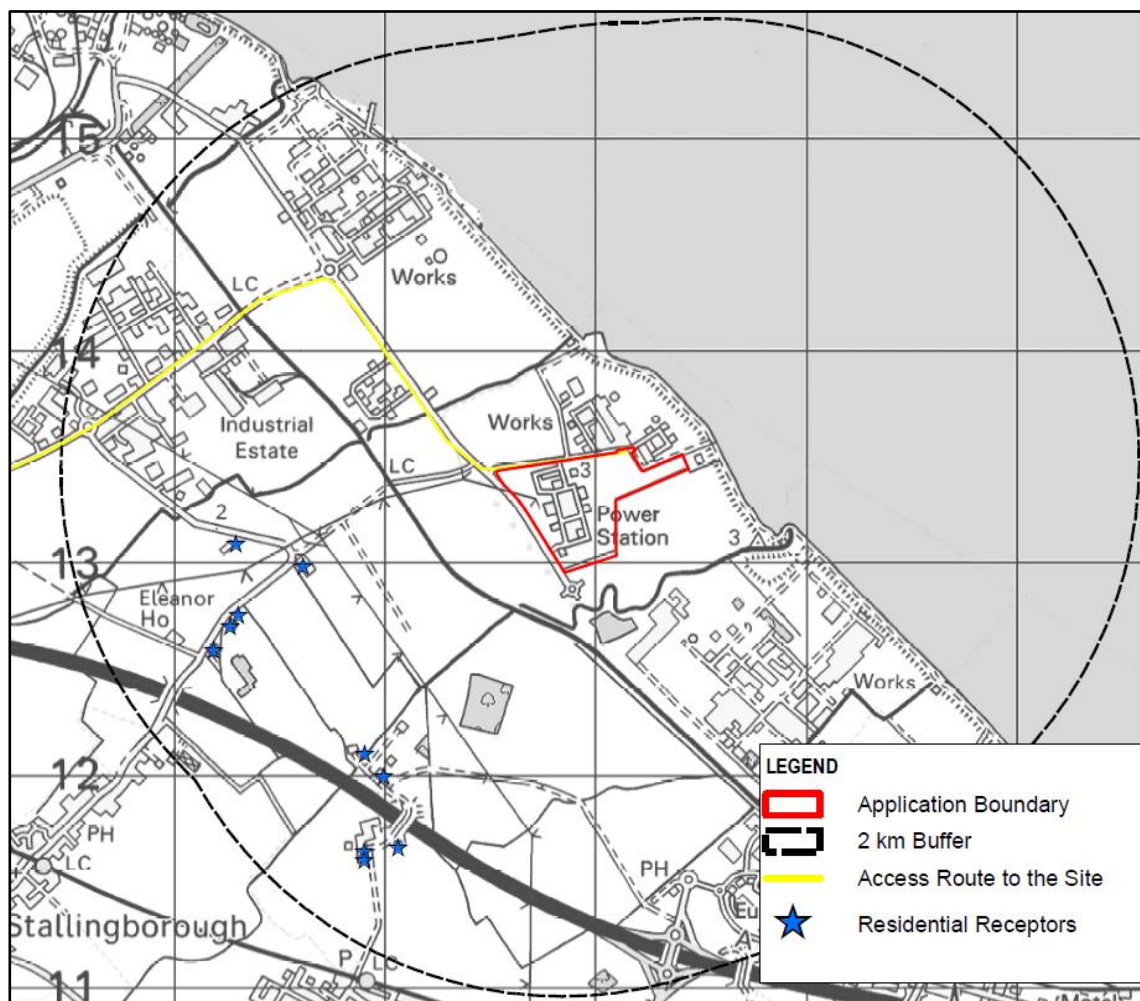 15
LC
Works
14
Works
Industrial
Estate
LC
3
Power
Station
2
3
13
Eleanor
Ho
Works
12
PH
LC
PH
Stallingborough
P
LC
11
LEGEND
Application Boundary
2 km Buffer
Access Route to the Site
Residential Receptors